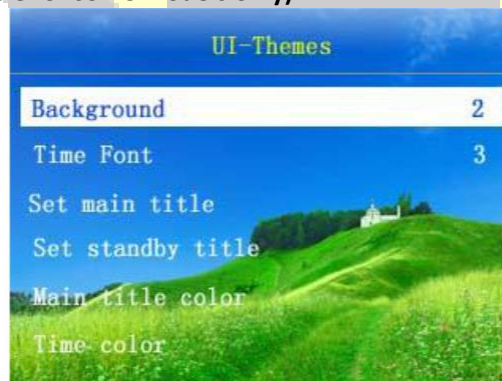 UI-Themes
Background 2
Time Font 3
Set main title
Set standby title
Main title color
Time color